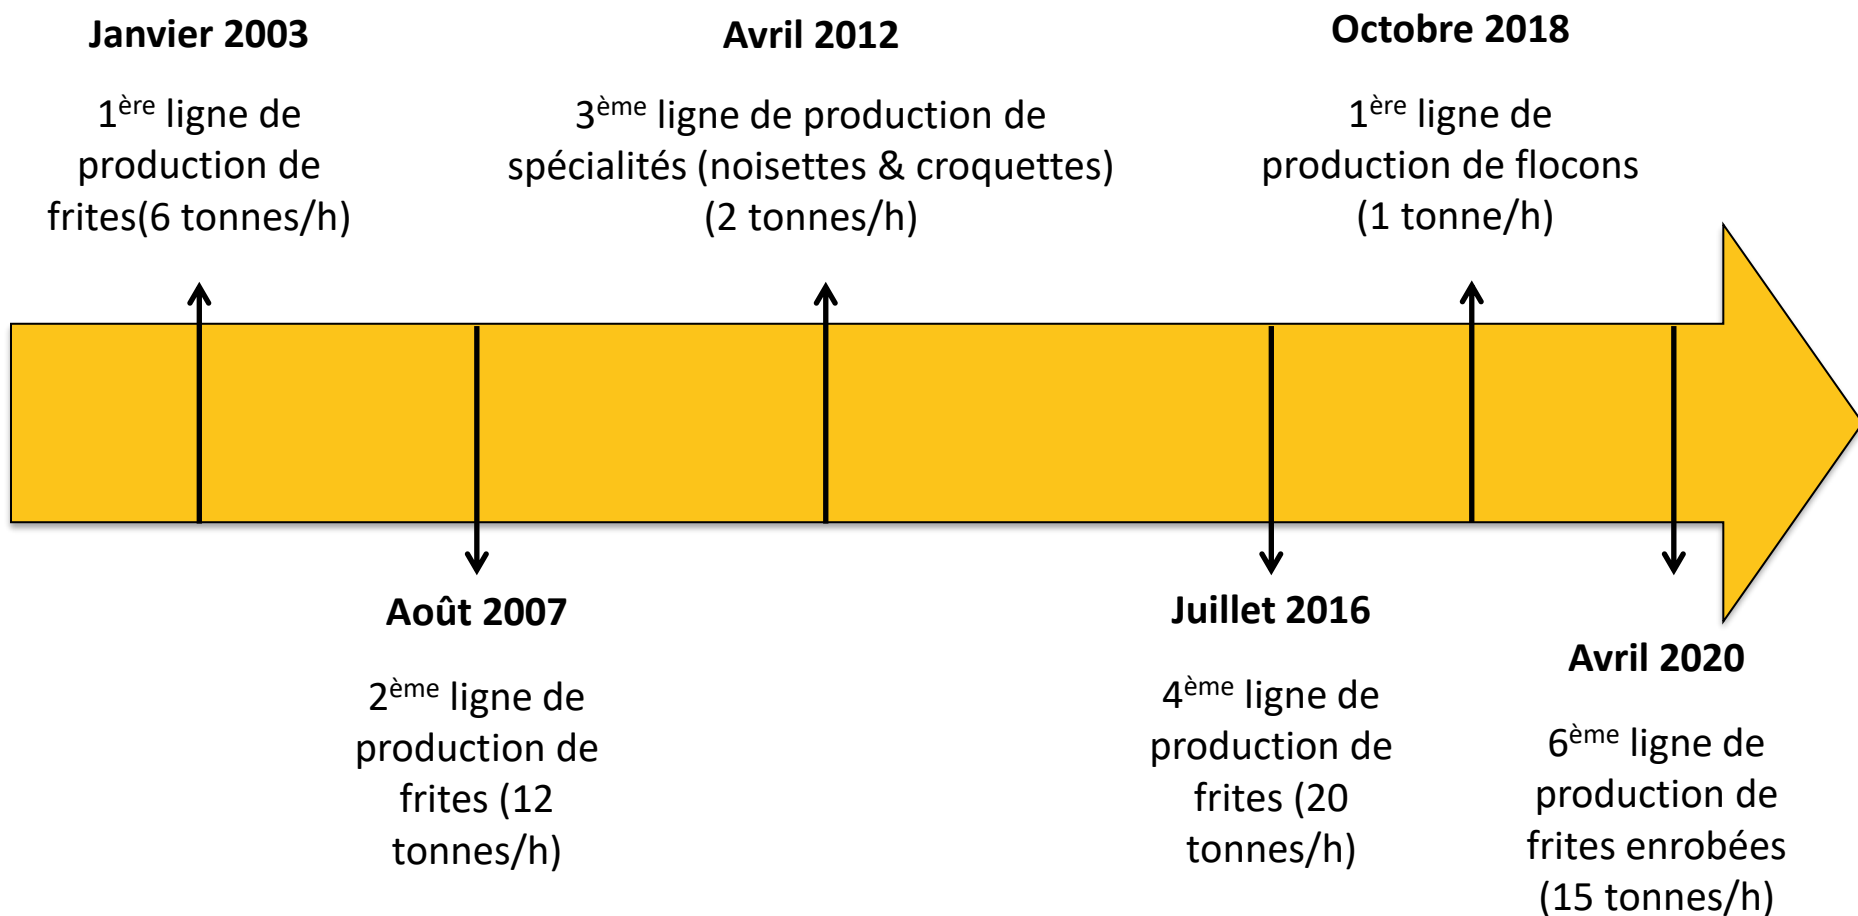 Janvier 2003
1ère ligne de
production de
frites(6 tonnes/h)
Avril 2012
3ème ligne de production de
spécialités (noisettes & croquettes)
(2 tonnes/h)
Octobre 2018
1ère ligne de
production de flocons
(1 tonne/h)
Août 2007
2ème ligne de
production de
frites (12
tonnes/h)
Juillet 2016
4ème ligne de
production de
frites (20
tonnes/h)
Avril 2020
6ème ligne de
production de
frites enrobées
(15 tonnes/h)